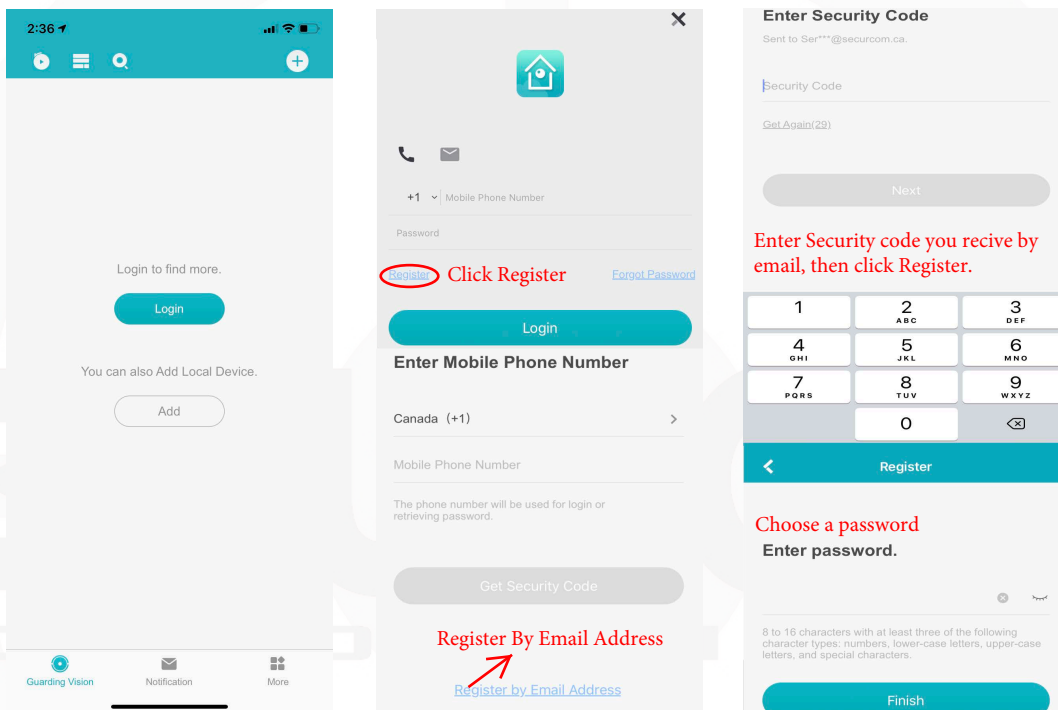 2:36
Login to find more.
Login
You can also Add Local Device.
Add
Guarding Vision
Notification
More
+1
Mobile Phone Number
Password
Register
Click Register
Forgot Password
Login
Enter Mobile Phone Number
Canada (+1)
Mobile Phone Number
The phone number will be used for login or
retrieving password.
Get Security Code
Register By Email Address
Register by Email Address
Enter Security Code
Sent to Ser***@securcom.ca.
Security Code
Get Again(29)
Next
Enter Security code you recive by
email, then click Register.
1
2
ABC
3
DEF
4
GHI
5
JKL
6
MNO
7
PQRS
8
TUV
9
WXYZ
0
Register
Choose a password
Enter password.
8 to 16 characters with at least three of the following
character types: numbers, lower-case letters, upper-case
letters, and special characters.
Finish